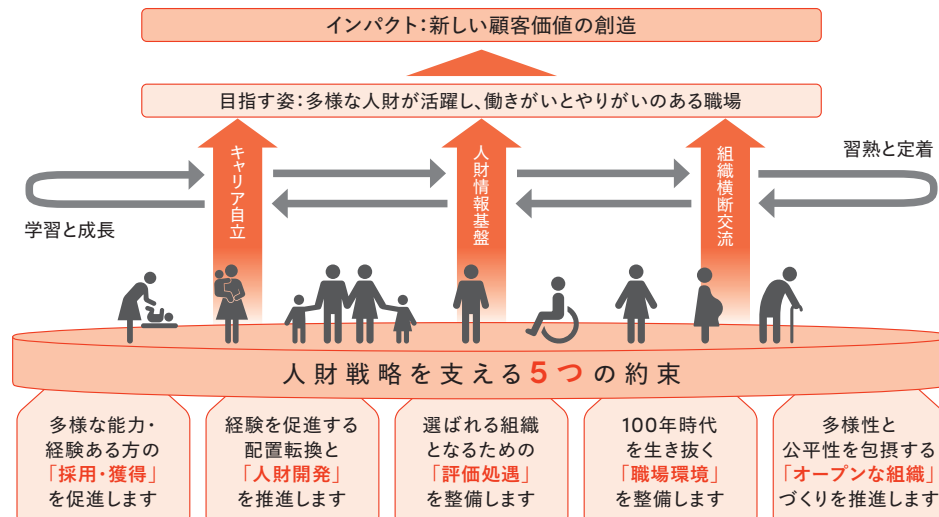 インパクト：新しい顧客価値の創造
目指す姿：多様な人財が活躍し、働きがいとやりがいのある職場
キャリア自立
人財情報基盤
組織横断交流
習熟と定着
学習と成長
人財戦略を支える5つの約束
多様な能力・
経験ある方の
「採用・獲得」
を促進します
経験を促進する
配置転換と
「人財開発」
を推進します
選ばれる組織
となるための
「評価処遇」
を整備します
100年時代
を生き抜く
「職場環境」
を整備します
多様性と
公平性を包摂する
「オープンな組織」
づくりを推進します